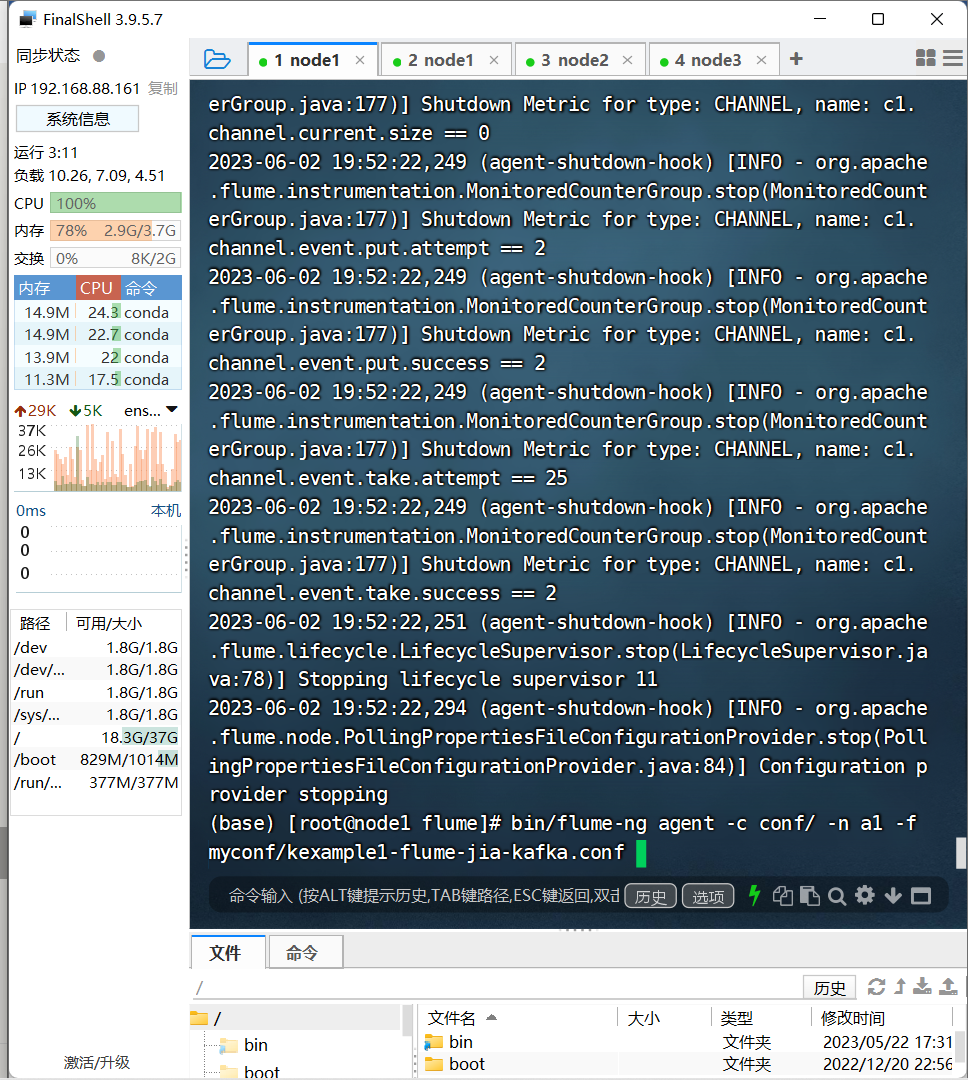 FinalShell 3.9.5.7
同步状态
IP 192.168.88.161 复制
系统信息
运行 3:11
负载 10.26, 7.09, 4.51
CPU 100%
内存 78% 2.9G/3.7G
交换 0% 8K/2G
内存 CPU 命令
14.9M 24.3 conda
14.9M 22.7 conda
13.9M 22 conda
11.3M 17.5 conda
29K 5K ens...
37K
26K
13K
0ms 本机
0
0
0
路径 可用/大小
/dev 1.8G/1.8G
/dev/... 1.8G/1.8G
/run 1.8G/1.8G
/sys/... 1.8G/1.8G
/ 18.3G/37G
/boot 829M/1014M
/run/... 377M/377M
激活/升级
1 node1 2 node1 3 node2 4 node3
erGroup.java:177)] Shutdown Metric for type: CHANNEL, name: c1.
channel.current.size == 0
2023-06-02 19:52:22,249 (agent-shutdown-hook) [INFO - org.apache
.flume.instrumentation.MonitoredCounterGroup.stop(MonitoredCount
erGroup.java:177)] Shutdown Metric for type: CHANNEL, name: c1.
channel.event.put.attempt == 2
2023-06-02 19:52:22,249 (agent-shutdown-hook) [INFO - org.apache
.flume.instrumentation.MonitoredCounterGroup.stop(MonitoredCount
erGroup.java:177)] Shutdown Metric for type: CHANNEL, name: c1.
channel.event.put.success == 2
2023-06-02 19:52:22,249 (agent-shutdown-hook) [INFO - org.apache
.flume.instrumentation.MonitoredCounterGroup.stop(MonitoredCount
erGroup.java:177)] Shutdown Metric for type: CHANNEL, name: c1.
channel.event.take.attempt == 25
2023-06-02 19:52:22,249 (agent-shutdown-hook) [INFO - org.apache
.flume.instrumentation.MonitoredCounterGroup.stop(MonitoredCount
erGroup.java:177)] Shutdown Metric for type: CHANNEL, name: c1.
channel.event.take.success == 2
2023-06-02 19:52:22,251 (agent-shutdown-hook) [INFO - org.apache
.flume.lifecycle.LifecycleSupervisor.stop(LifecycleSupervisor.ja
va:78)] Stopping lifecycle supervisor 11
2023-06-02 19:52:22,294 (agent-shutdown-hook) [INFO - org.apache
.flume.node.PollingPropertiesFileConfigurationProvider.stop(Poll
ingPropertiesFileConfigurationProvider.java:84)] Configuration p
rovider stopping
(base) [root@node1 flume]# bin/flume-ng agent -c conf/ -n a1 -f
myconf/kexample1-flume-jia-kafka.conf
命令输入 (按ALT键提示历史,TAB键路径,ESC键返回,双击 历史 选项
文件 命令
/ 历史
/
bin
boot
文件名 大小 类型 修改时间
bin 文件夹 2023/05/22 17:31
boot 文件夹 2022/12/20 22:56